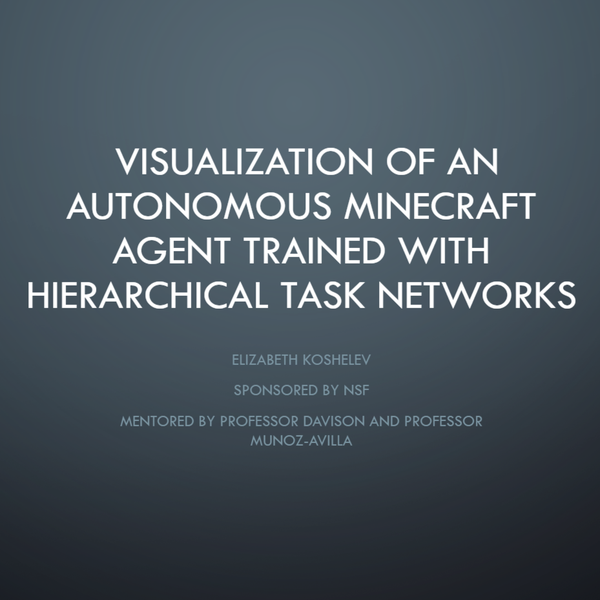 VISUALIZATION OF AN
AUTONOMOUS MINECRAFT
AGENT TRAINED WITH
HIERARCHICAL TASK NETWORKS
ELIZABETH KOSHELEV
SPONSORED BY NSF
MENTORED BY PROFESSOR DAVISON AND PROFESSOR
MUNOZ-AVILLA